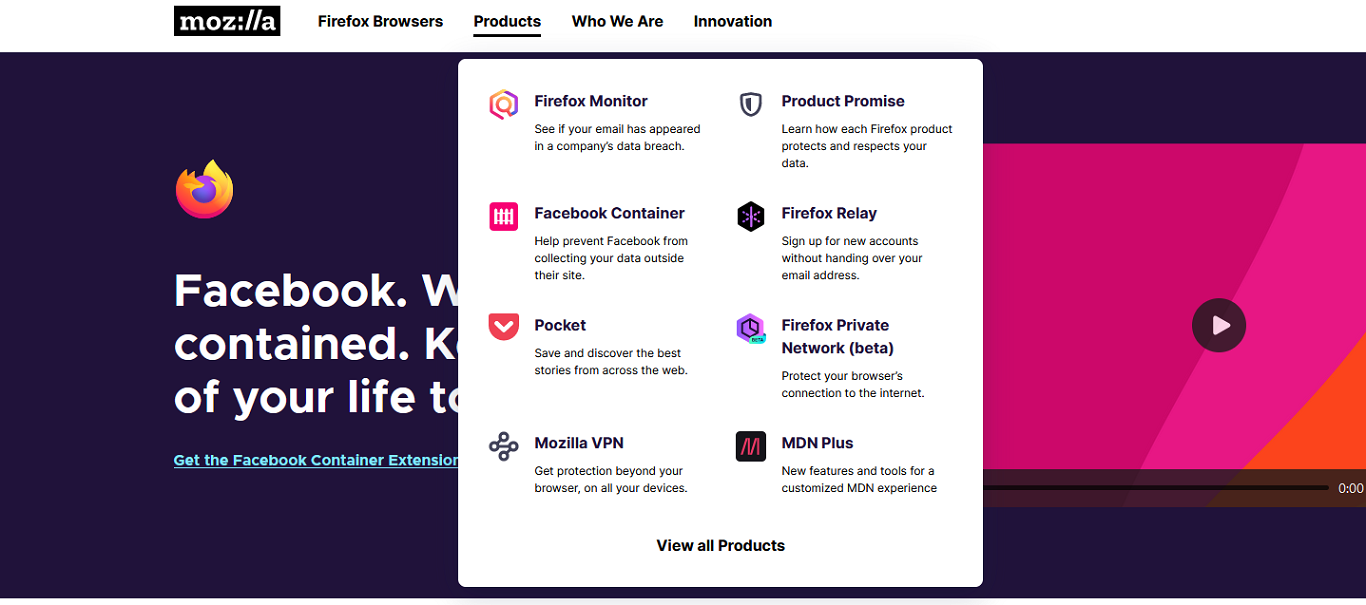 moz://a
Firefox Browsers
Products
Who We Are
Innovation
Firefox Monitor
See if your email has appeared
in a company's data breach.
Product Promise
Learn how each Firefox product
protects and respects your
data.
Facebook Container
Help prevent Facebook from
collecting your data outside
their site.
Firefox Relay
Sign up for new accounts
without handing over your
email address.
Pocket
Save and discover the best
stories from across the web.
Firefox Private
Network (beta)
Protect your browser's
connection to the internet.
BETA
Mozilla VPN
Get protection beyond your
browser, on all your devices.
MDN Plus
New features and tools for a
customized MDN experience
View all Products
Facebook. W
contained. K
of your life to
Get the Facebook Container Extension
0:00